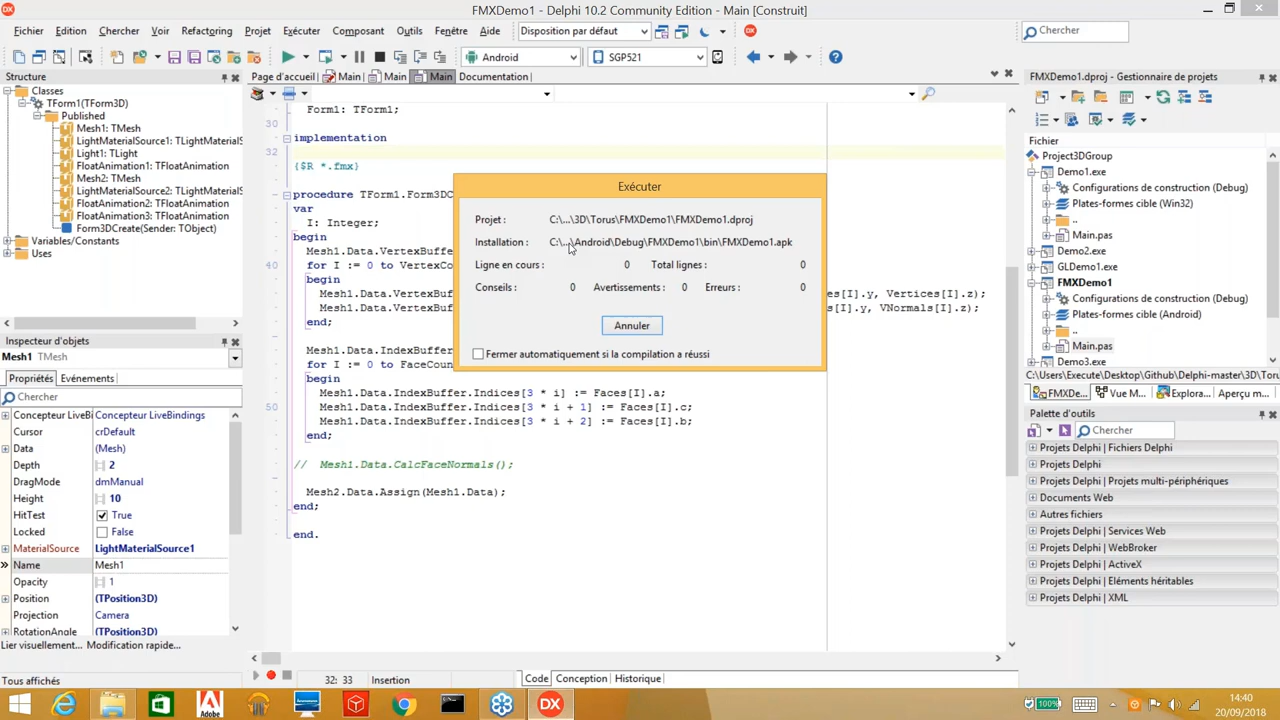 FMXDemo1 - Delphi 10.2 Community Edition - Main [Construit]
Fichier Edition Chercher Voir Refactoring Projet Exécuter Composant Outils Fenêtre Aide Disposition par défaut Chercher
Android SGP521
Structure
Classes
TForm1(TForm3D)
Published
Mesh1: TMesh
LightMaterialSource1: TLightMaterialS
Light1: TLight
FloatAnimation1: TFloatAnimation
Mesh2: TMesh
LightMaterialSource2: TLightMaterialS
FloatAnimation2: TFloatAnimation
FloatAnimation3: TFloatAnimation
Form3DCreate(Sender: TObject)
Variables/Constants
Uses
Inspecteur d'objets
Mesh1 TMesh
Propriétés Evénements
Chercher
Concepteur LiveBi Concepteur LiveBindings
Cursor crDefault
Data (Mesh)
Depth 2
DragMode dmManual
Height 10
HitTest True
Locked False
MaterialSource LightMaterialSource1
Name Mesh1
Opacity 1
Position (TPosition3D)
Projection Camera
RotationAngle (TPosition3D)
Lier visuellement... Modification rapide...
Tous affichés
Page d'accueil Main Main Main Documentation
Form1: TForm1;
30
implementation
32
{$R *.fmx}
procedure TForm1.Form3DC
var
I: Integer;
begin
Mesh1.Data.VertexBuf
40 for I := 0 to VertexCo
begin
Mesh1.Data.VertexBuf s[I].y, Vertices[I].z);
Mesh1.Data.VertexBuf [I].y, VNormals[I].z);
end;
Mesh1.Data.IndexBuffer
for I := 0 to FaceCoun
begin
Mesh1.Data.IndexBuffer.Indices[3 * i] := Faces[I].a;
50 Mesh1.Data.IndexBuffer.Indices[3 * i + 1] := Faces[I].c;
Mesh1.Data.IndexBuffer.Indices[3 * i + 2] := Faces[I].b;
end;
// Mesh1.Data.CalcFaceNormals();
Mesh2.Data.Assign(Mesh1.Data);
end;
end.
32: 33 Insertion Code Conception Historique
Exécuter
Projet : C:\...\3D\Torus\FMXDemo1\FMXDemo1.dproj
Installation : C:\...\Android\Debug\FMXDemo1\bin\FMXDemo1.apk
Ligne en cours : 0 Total lignes : 0
Conseils : 0 Avertissements : 0 Erreurs : 0
Annuler
Fermer automatiquement si la compilation a réussi
FMXDemo1.dproj - Gestionnaire de projets
Fichier
Project3DGroup
Demo1.exe
Configurations de construction (Debug)
Plates-formes cible (Win32)
..
Main.pas
Demo2.exe
GLDemo1.exe
FMXDemo1
Configurations de construction (Debug)
Plates-formes cible (Android)
..
Main.pas
Demo3.exe
C:\Users\Execute\Desktop\Github\Delphi-master\3D\Toru
FMXDe... Vue M... Explora... Aperçu m...
Palette d'outils
Chercher
Projets Delphi | Fichiers Delphi
Projets Delphi
Projets Delphi | Projets multi-périphériques
Documents Web
Autres fichiers
Projets Delphi | Services Web
Projets Delphi | WebBroker
Projets Delphi | ActiveX
Projets Delphi | Eléments héritables
Projets Delphi | XML
Adobe DX 100% 14:40
20/09/2018